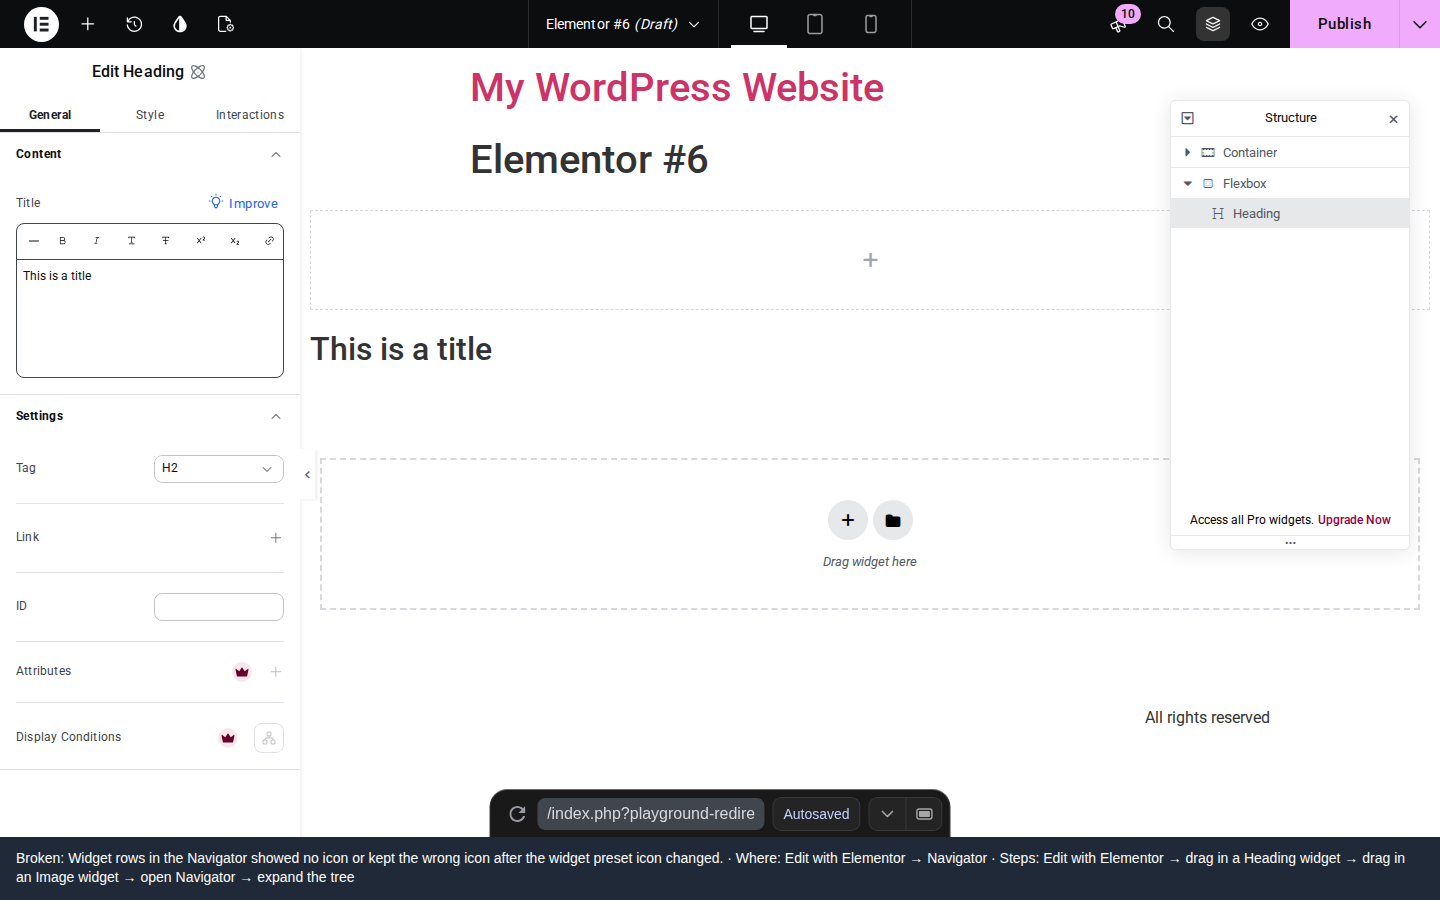 Elementor #6 (Draft)
10
Publish
Edit Heading
General
Style
Interactions
Content
Title
Improve
B I T T x² x₂
This is a title
Settings
Tag
H2
Link
ID
Attributes
Display Conditions
My WordPress Website
Elementor #6
This is a title
Drag widget here
All rights reserved
Structure
Container
Flexbox
Heading
Access all Pro widgets. Upgrade Now
/index.php?playground-redire
Autosaved
Broken: Widget rows in the Navigator showed no icon or kept the wrong icon after the widget preset icon changed. · Where: Edit with Elementor → Navigator · Steps: Edit with Elementor → drag in a Heading widget → drag in
an Image widget → open Navigator → expand the tree